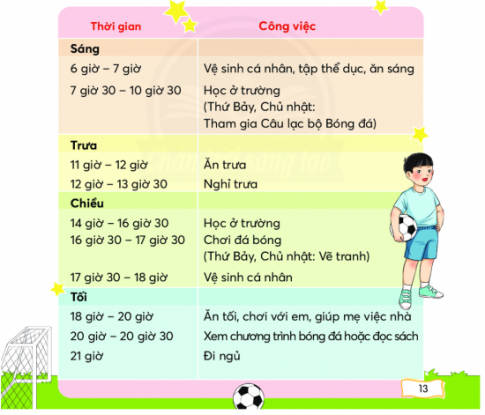 Thời gian Công việc
Sáng
6 giờ – 7 giờ Vệ sinh cá nhân, tập thể dục, ăn sáng
7 giờ 30 – 10 giờ 30 Học ở trường
(Thứ Bảy, Chủ nhật:
Tham gia Câu lạc bộ Bóng đá)
Trưa
11 giờ – 12 giờ Ăn trưa
12 giờ – 13 giờ 30 Nghỉ trưa
Chiều
14 giờ – 16 giờ 30 Học ở trường
16 giờ 30 – 17 giờ 30 Chơi đá bóng
(Thứ Bảy, Chủ nhật: Vẽ tranh)
17 giờ 30 – 18 giờ Vệ sinh cá nhân
Tối
18 giờ – 20 giờ Ăn tối, chơi với em, giúp mẹ việc nhà
20 giờ – 20 giờ 30 Xem chương trình bóng đá hoặc đọc sách
21 giờ Đi ngủ
13